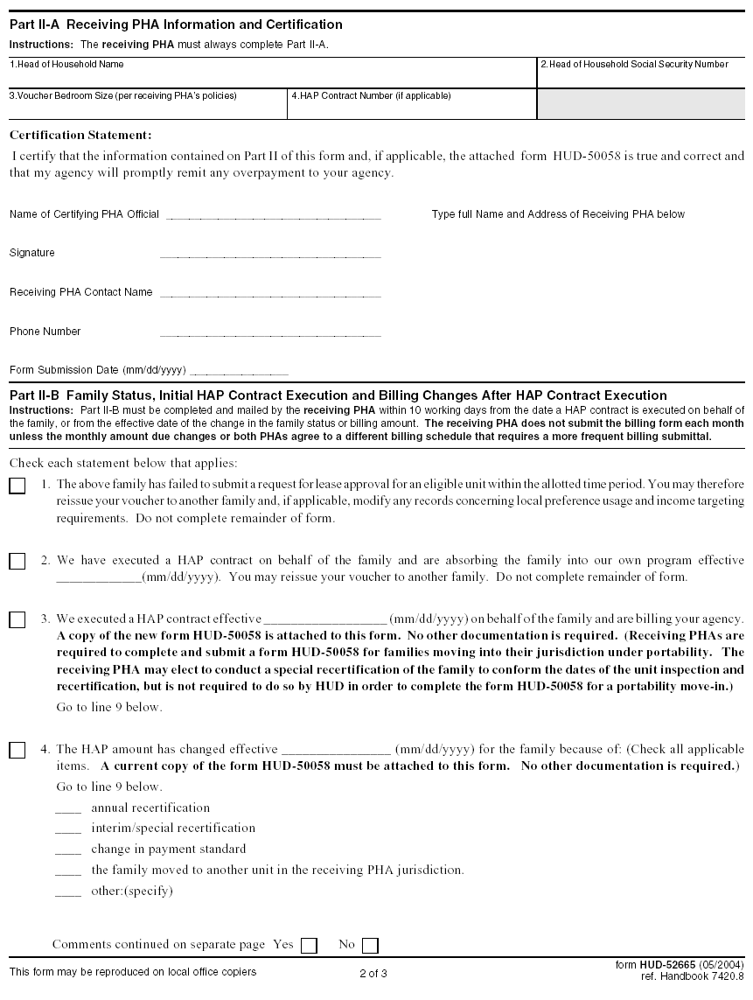 Part II-A  Receiving PHA Information and Certification
Instructions:  The receiving PHA must always complete Part II-A.
1.Head of Household Name
2.Head of Household Social Security Number
3.Voucher Bedroom Size (per receiving PHA's policies)
4.HAP Contract Number (if applicable)
Certification Statement:
I certify that the information contained on Part II of this form and, if applicable, the attached form HUD-50058 is true and correct and
that my agency will promptly remit any overpayment to your agency.
Name of Certifying PHA Official ____________________
Type full Name and Address of Receiving PHA below
Signature ____________________
Receiving PHA Contact Name ____________________
Phone Number ____________________
Form Submission Date (mm/dd/yyyy) ____________
Part II-B  Family Status, Initial HAP Contract Execution and Billing Changes After HAP Contract Execution
Instructions:  Part II-B must be completed and mailed by the receiving PHA within 10 working days from the date a HAP contract is executed on behalf of
the family, or from the effective date of the change in the family status or billing amount.  The receiving PHA does not submit the billing form each month
unless the monthly amount due changes or both PHAs agree to a different billing schedule that requires a more frequent billing submittal.
Check each statement below that applies:
1.  The above family has failed to submit a request for lease approval for an eligible unit within the allotted time period. You may therefore
reissue your voucher to another family and, if applicable, modify any records concerning local preference usage and income targeting
requirements.  Do not complete remainder of form.
2.  We have executed a HAP contract on behalf of the family and are absorbing the family into our own program effective
_____________(mm/dd/yyyy).  You may reissue your voucher to another family.  Do not complete remainder of form.
3.  We executed a HAP contract effective __________________ (mm/dd/yyyy) on behalf of the family and are billing your agency.
A copy of the new form HUD-50058 is attached to this form.  No other documentation is required.  (Receiving PHAs are
required to complete and submit a form HUD-50058 for families moving into their jurisdiction under portability.  The
receiving PHA may elect to conduct a special recertification of the family to conform the dates of the unit inspection and
recertification, but is not required to do so by HUD in order to complete the form HUD-50058 for a portability move-in.)
Go to line 9 below.
4.  The HAP amount has changed effective ________________ (mm/dd/yyyy) for the family because of: (Check all applicable
items.  A current copy of the form HUD-50058 must be attached to this form.  No other documentation is required.)
Go to line 9 below.
____ annual recertification
____ interim/special recertification
____ change in payment standard
____ the family moved to another unit in the receiving PHA jurisdiction.
____ other:(specify)
Comments continued on separate page  Yes  No
This form may be reproduced on local office copiers
2 of 3
form HUD-52665 (05/2004)
ref. Handbook 7420.8